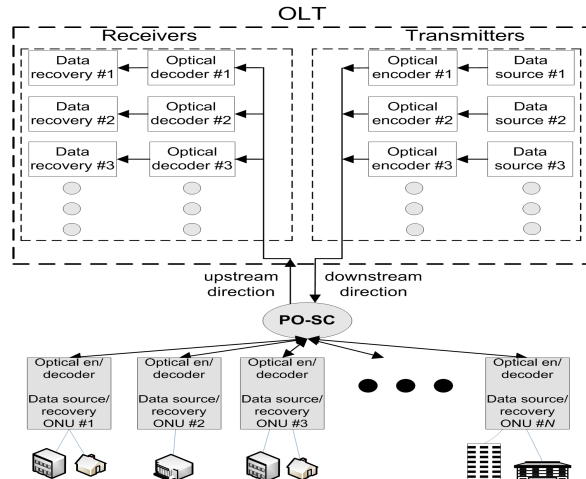 OLT
Receivers
Transmitters
Data
recovery #1
Optical
decoder #1
Optical
encoder #1
Data
source #1
Data
recovery #2
Optical
decoder #2
Optical
encoder #2
Data
source #2
Data
recovery #3
Optical
decoder #3
Optical
encoder #3
Data
source #3
upstream
direction
downstream
direction
PO-SC
Optical en/
decoder
Data source/
recovery
ONU #1
Optical en/
decoder
Data source/
recovery
ONU #2
Optical en/
decoder
Data source/
recovery
ONU #3
Optical en/
decoder
Data source/
recovery
ONU #N